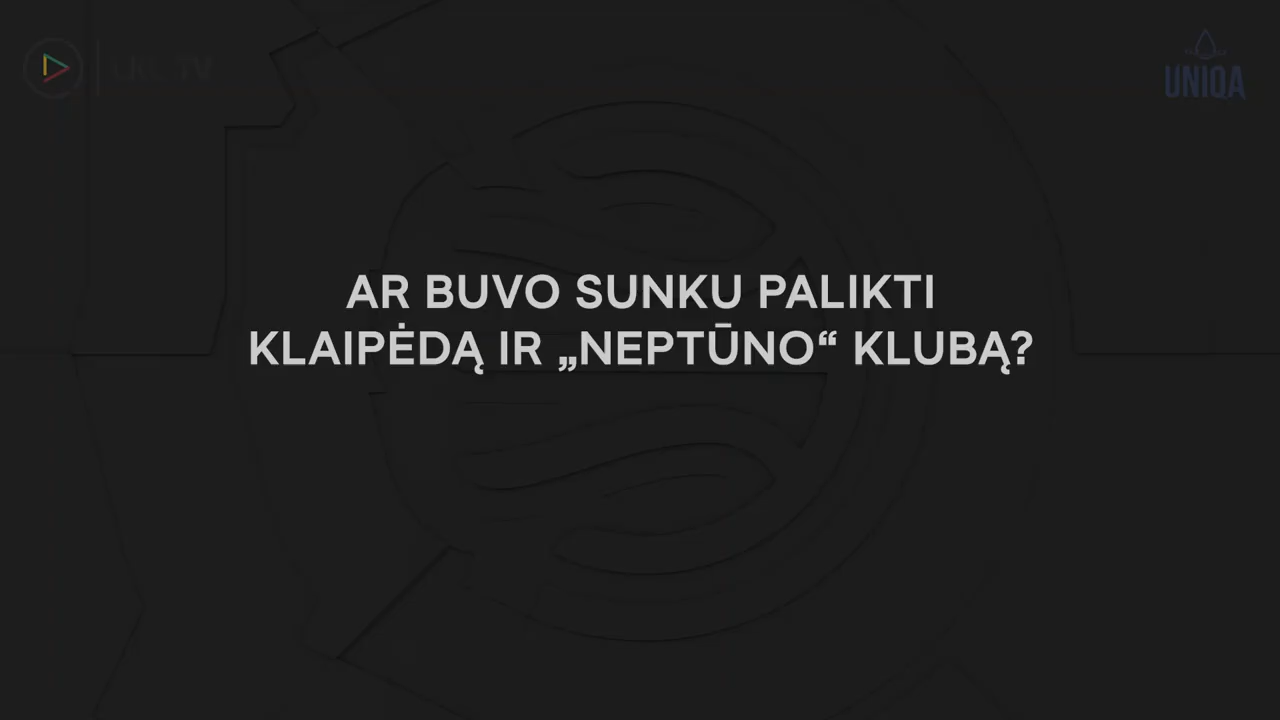 UNIQA
AR BUVO SUNKU PALIKTI
KLAIPĖDĄ IR „NEPTŪNO“ KLUBĄ?